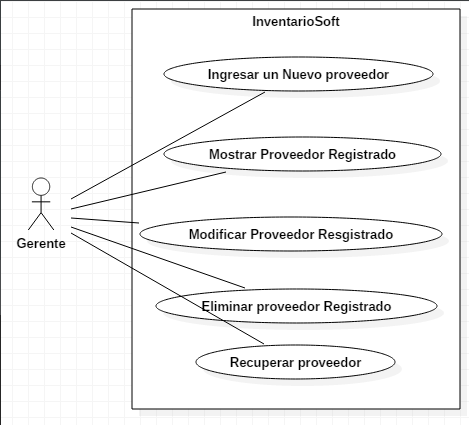 InventarioSoft
Ingresar un Nuevo proveedor
Mostrar Proveedor Registrado
Gerente
Modificar Proveedor Resgistrado
Eliminar proveedor Registrado
Recuperar proveedor